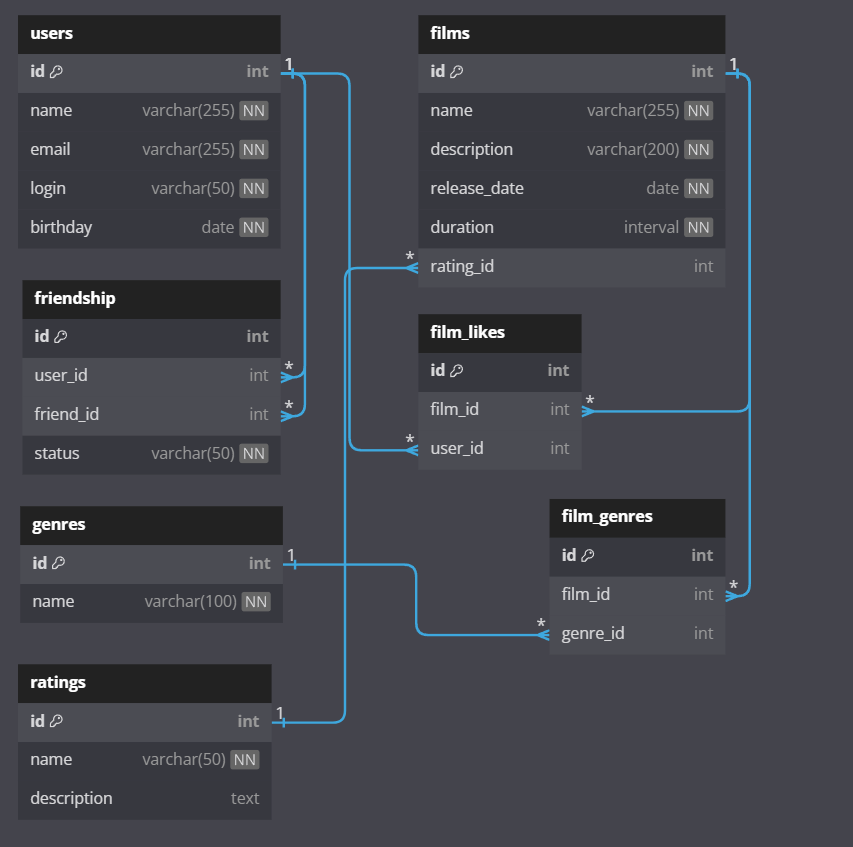 users
id int
name varchar(255) NN
email varchar(255) NN
login varchar(50) NN
birthday date NN
friendship
id int
user_id int
friend_id int
status varchar(50) NN
genres
id int
name varchar(100) NN
ratings
id int
name varchar(50) NN
description text
films
id int
name varchar(255) NN
description varchar(200) NN
release_date date NN
duration interval NN
rating_id int
film_likes
id int
film_id int
user_id int
film_genres
id int
film_id int
genre_id int
1
*
*
*
1
*
*
*
1
*
1